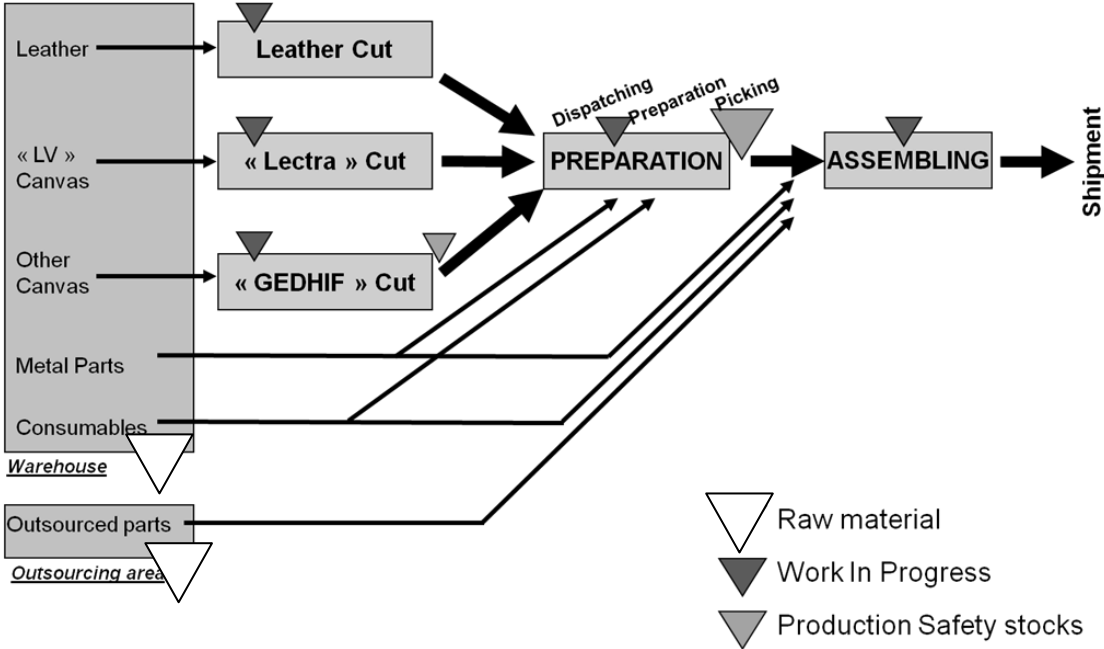 Leather
Leather Cut
Dispatching
Preparation
Picking
« LV »
Canvas
« Lectra » Cut
PREPARATION
ASSEMBLING
Shipment
Other
Canvas
« GEDHIF » Cut
Metal Parts
Consumables
Warehouse
Outsourced parts
Outsourcing area
Raw material
Work In Progress
Production Safety stocks